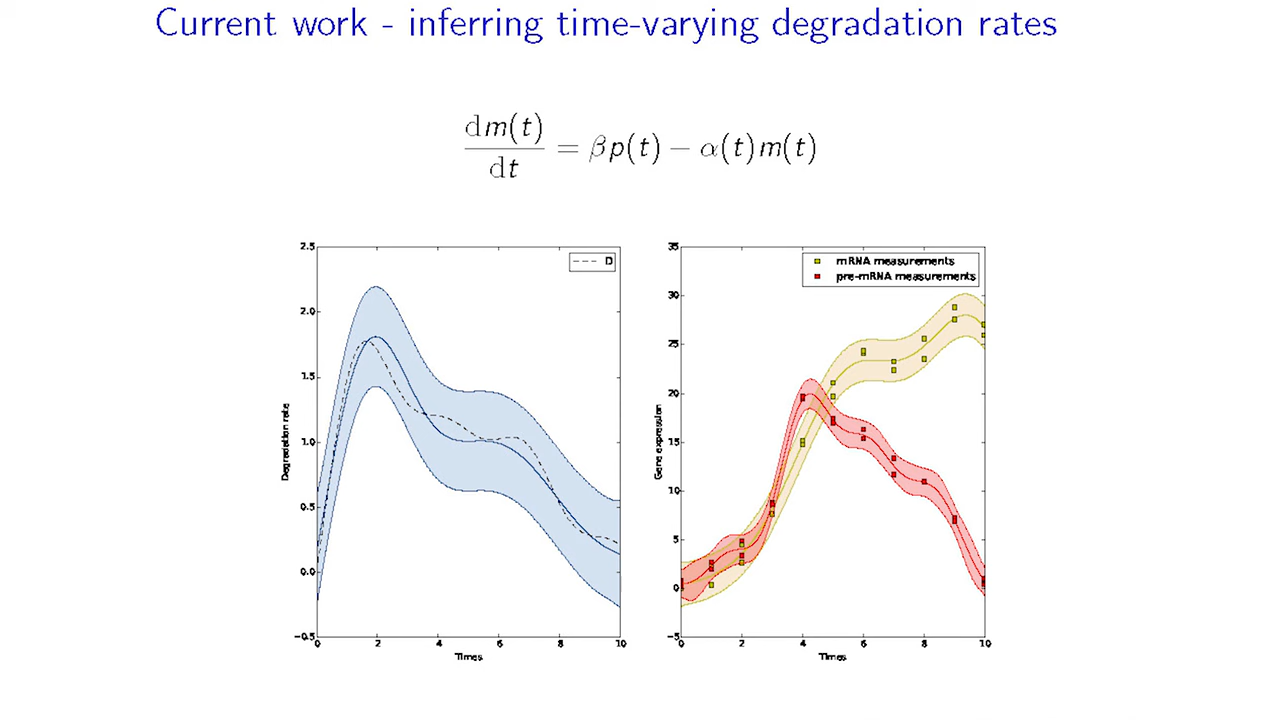 Current work - inferring time-varying degradation rates
dm(t)/dt = βp(t) − α(t)m(t)
2.5
2.0
1.5
1.0
0.5
0.0
−0.5
0 2 4 6 8 10
Degradation rate
Times
D
35
30
25
20
15
10
5
0
−5
0 2 4 6 8 10
Gene expression
Times
mRNA measurements
pre-mRNA measurements